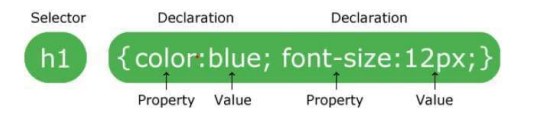 Selector Declaration Declaration
h1 {color:blue; font-size:12px;}
Property Value Property Value